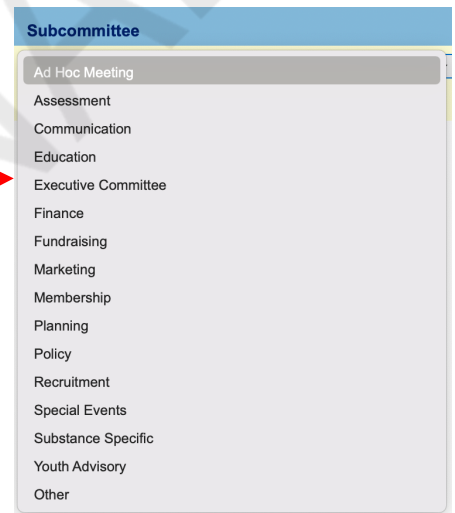 Subcommittee
Ad Hoc Meeting
Assessment
Communication
Education
Executive Committee
Finance
Fundraising
Marketing
Membership
Planning
Policy
Recruitment
Special Events
Substance Specific
Youth Advisory
Other